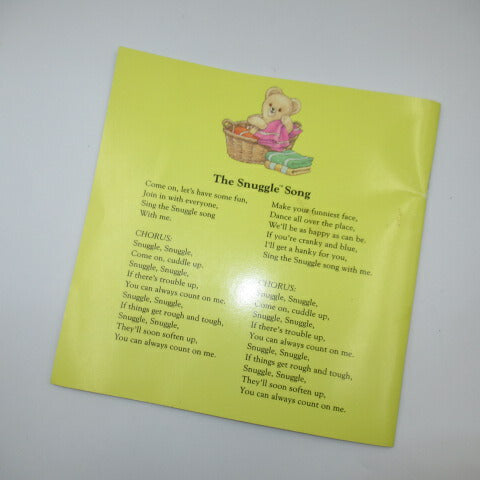 The Snuggle™ Song
Come on, let's have some fun,
Join in with everyone,
Sing the Snuggle song
With me.
CHORUS:
Snuggle, Snuggle,
Come on, cuddle up,
Snuggle, Snuggle,
If there's trouble up,
You can always count on me.
Snuggle, Snuggle,
If things get rough and tough,
Snuggle, Snuggle,
They'll soon soften up,
You can always count on me.
Make your funniest face,
Dance all over the place,
We'll be as happy as can be.
If you're cranky and blue,
I'll get a hanky for you,
Sing the Snuggle song with me.
CHORUS:
Snuggle, Snuggle,
Come on, cuddle up,
Snuggle, Snuggle,
If there's trouble up,
You can always count on me.
Snuggle, Snuggle,
If things get rough and tough,
Snuggle, Snuggle,
They'll soon soften up,
You can always count on me.